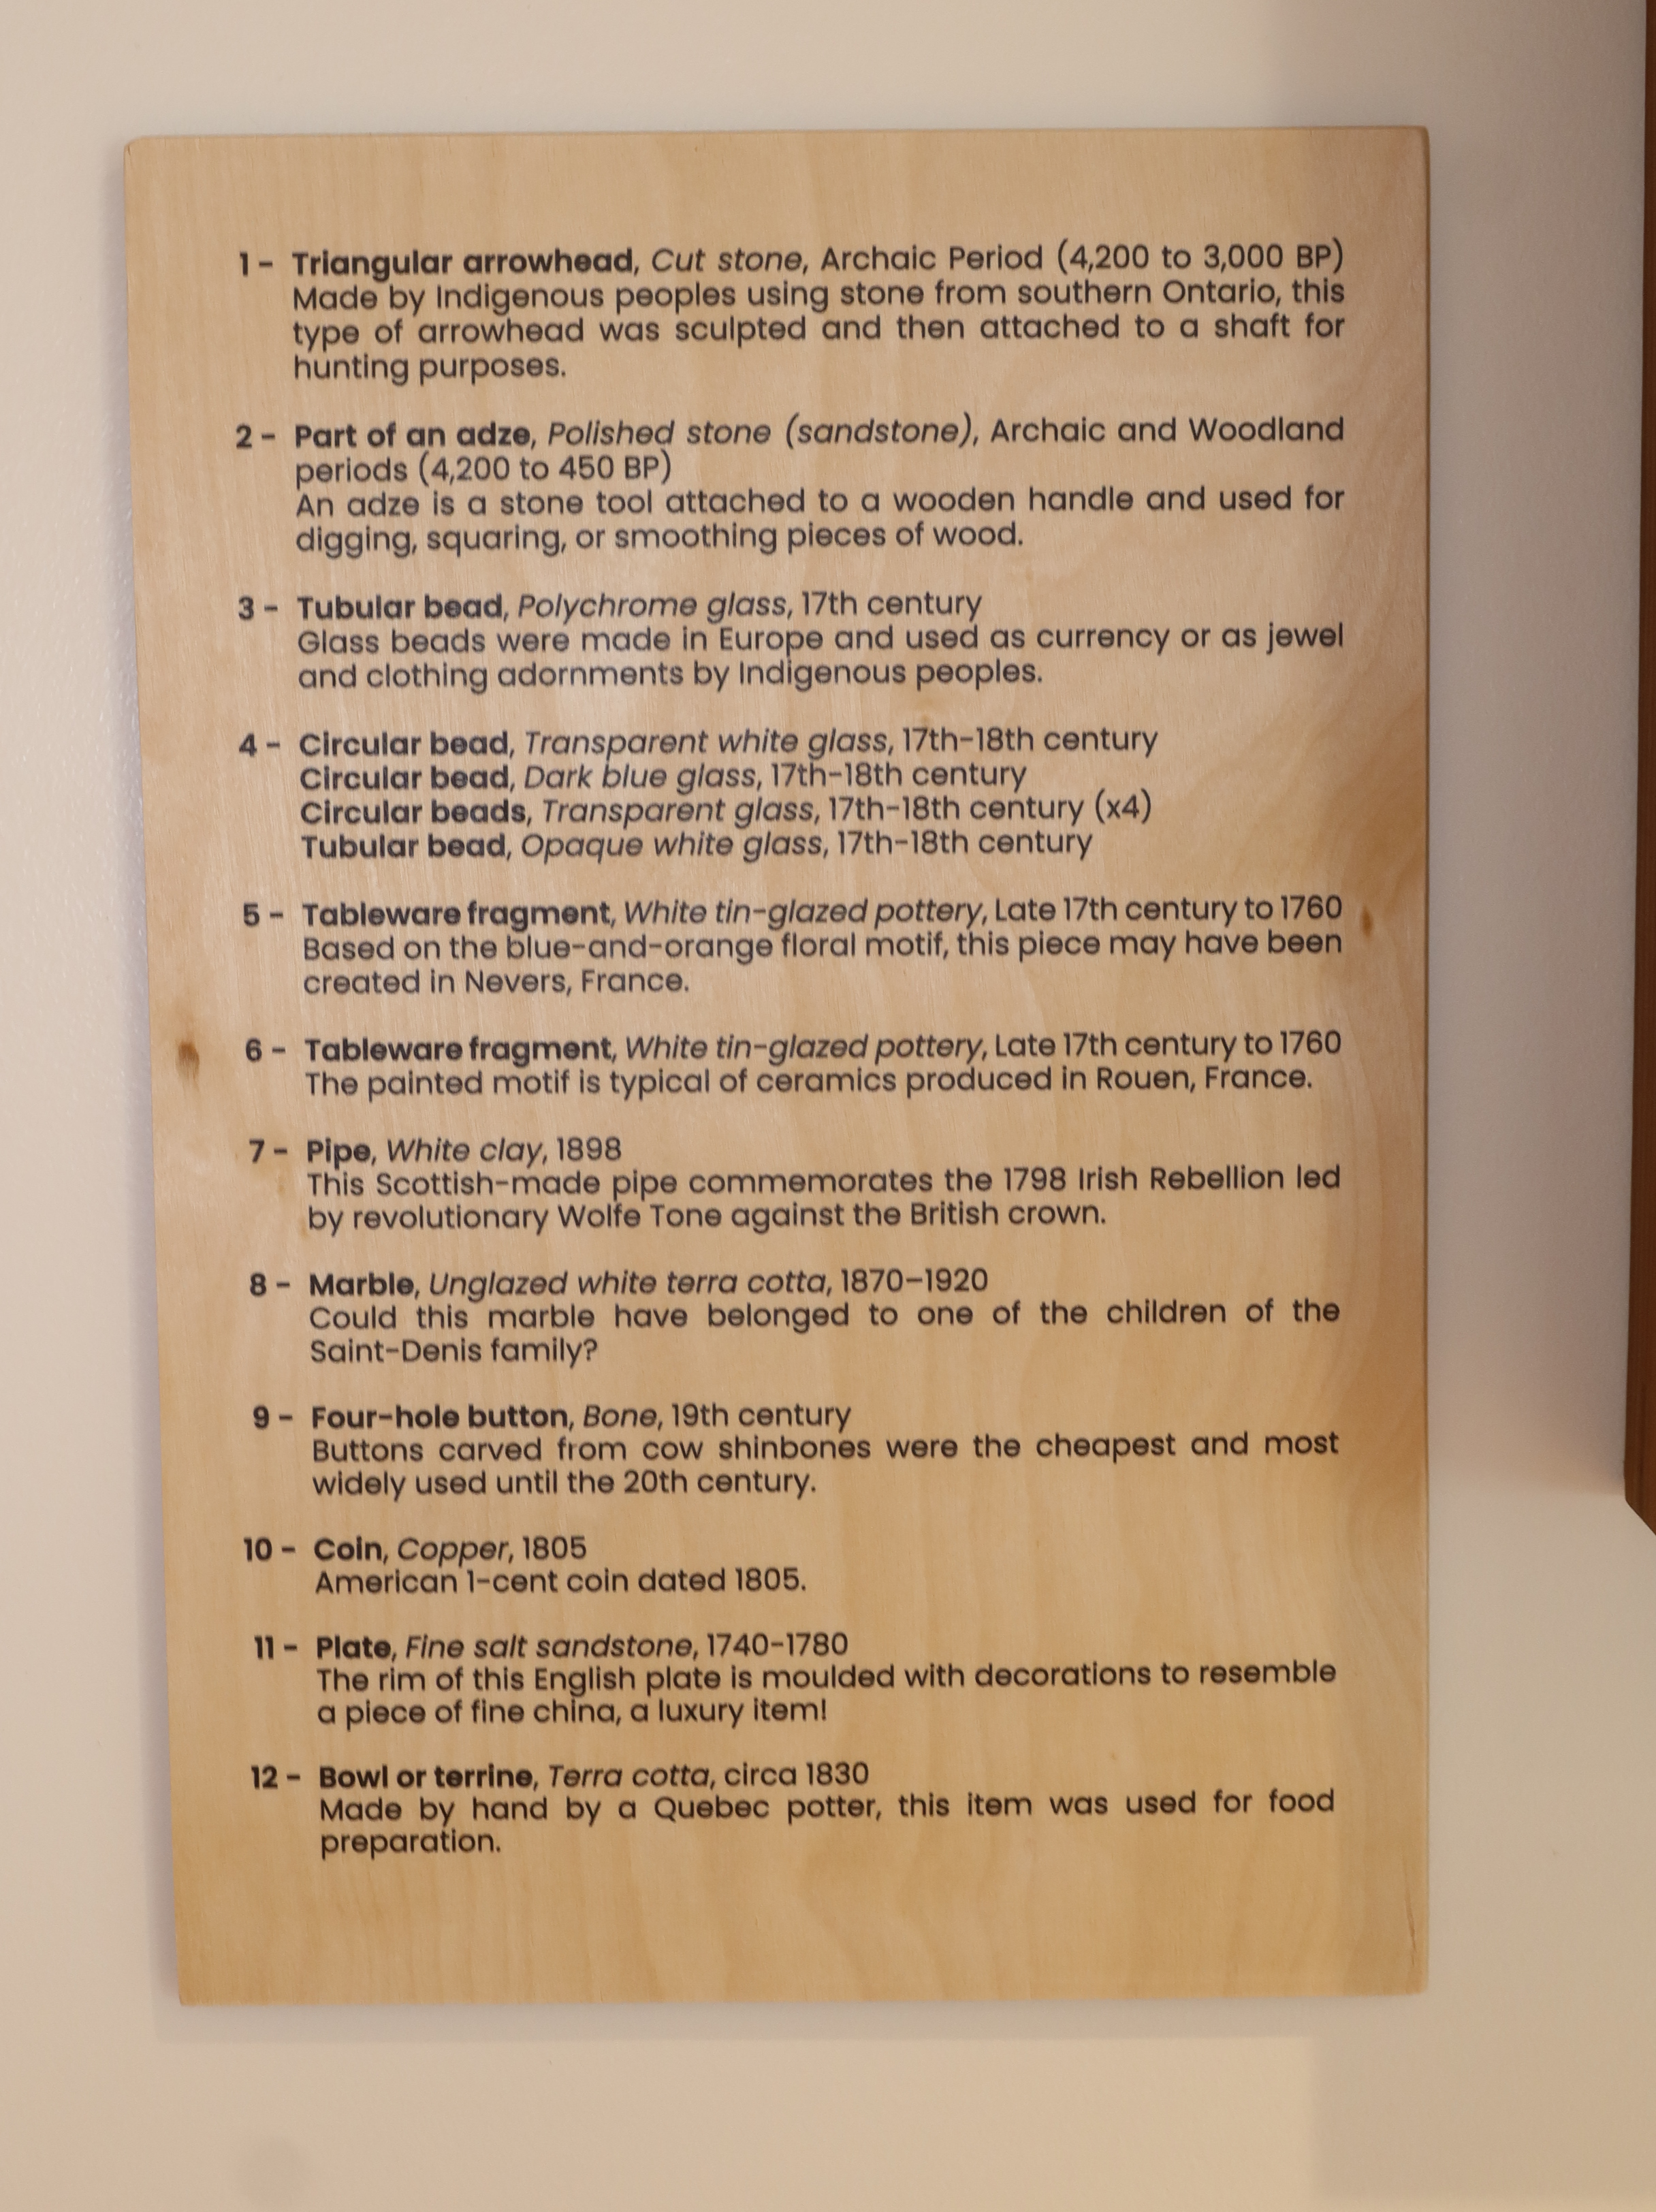 1 - Triangular arrowhead, Cut stone, Archaic Period (4,200 to 3,000 BP)
Made by Indigenous peoples using stone from southern Ontario, this
type of arrowhead was sculpted and then attached to a shaft for
hunting purposes.
2 - Part of an adze, Polished stone (sandstone), Archaic and Woodland
periods (4,200 to 450 BP)
An adze is a stone tool attached to a wooden handle and used for
digging, squaring, or smoothing pieces of wood.
3 - Tubular bead, Polychrome glass, 17th century
Glass beads were made in Europe and used as currency or as jewel
and clothing adornments by Indigenous peoples.
4 - Circular bead, Transparent white glass, 17th-18th century
Circular bead, Dark blue glass, 17th-18th century
Circular beads, Transparent glass, 17th-18th century (x4)
Tubular bead, Opaque white glass, 17th-18th century
5 - Tableware fragment, White tin-glazed pottery, Late 17th century to 1760
Based on the blue-and-orange floral motif, this piece may have been
created in Nevers, France.
6 - Tableware fragment, White tin-glazed pottery, Late 17th century to 1760
The painted motif is typical of ceramics produced in Rouen, France.
7 - Pipe, White clay, 1898
This Scottish-made pipe commemorates the 1798 Irish Rebellion led
by revolutionary Wolfe Tone against the British crown.
8 - Marble, Unglazed white terra cotta, 1870–1920
Could this marble have belonged to one of the children of the
Saint-Denis family?
9 - Four-hole button, Bone, 19th century
Buttons carved from cow shinbones were the cheapest and most
widely used until the 20th century.
10 - Coin, Copper, 1805
American 1-cent coin dated 1805.
11 - Plate, Fine salt sandstone, 1740-1780
The rim of this English plate is moulded with decorations to resemble
a piece of fine china, a luxury item!
12 - Bowl or terrine, Terra cotta, circa 1830
Made by hand by a Quebec potter, this item was used for food
preparation.